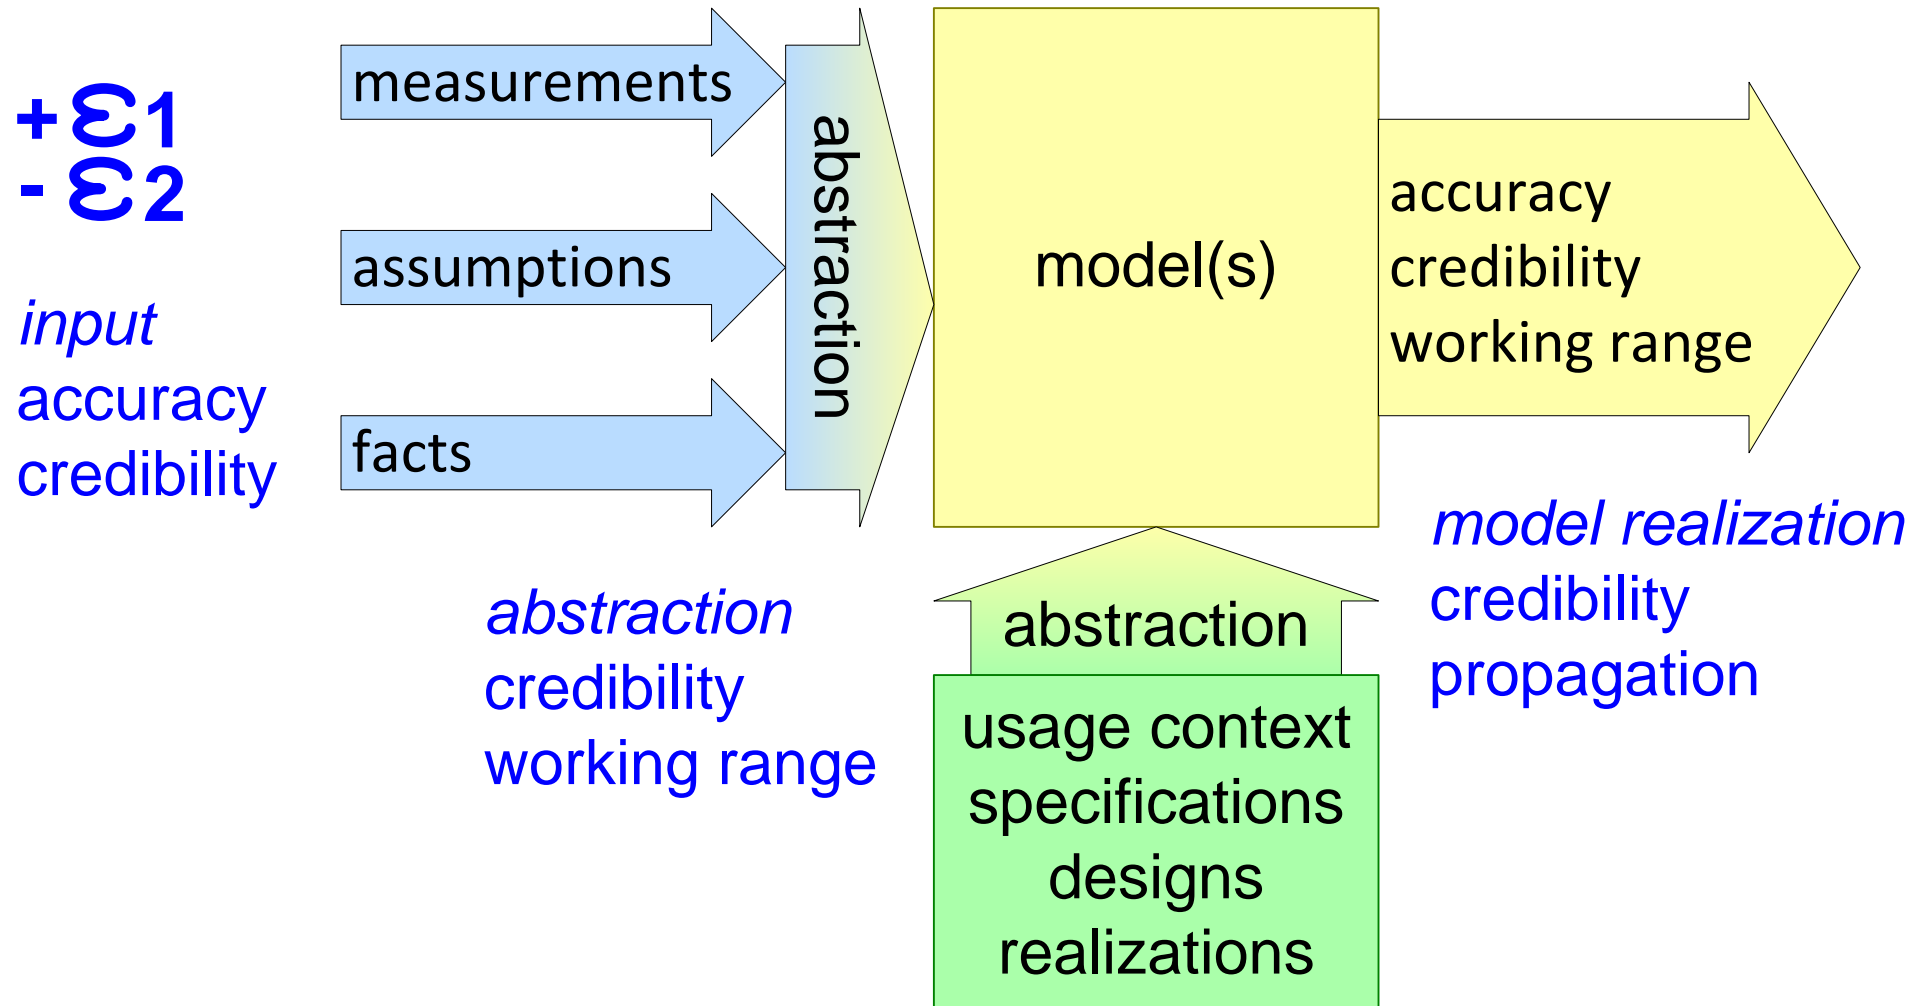 +ε1
- ε2
input
accuracy
credibility
measurements
assumptions
facts
abstraction
model(s)
accuracy
credibility
working range
abstraction
credibility
working range
abstraction
usage context
specifications
designs
realizations
model realization
credibility
propagation